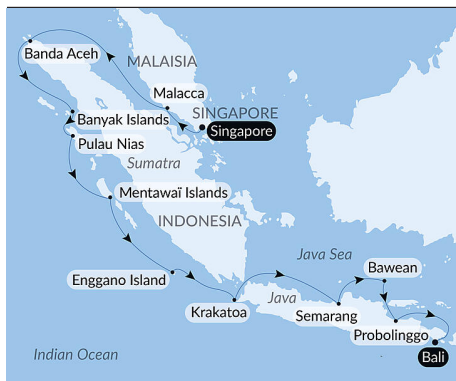 Banda Aceh
MALAISIA
Malacca
SINGAPORE
Singapore
Banyak Islands
Pulau Nias
Sumatra
Mentawaï Islands
INDONESIA
Java Sea
Bawean
Enggano Island
Java
Krakatoa
Semarang
Probolinggo
Indian Ocean
Bali